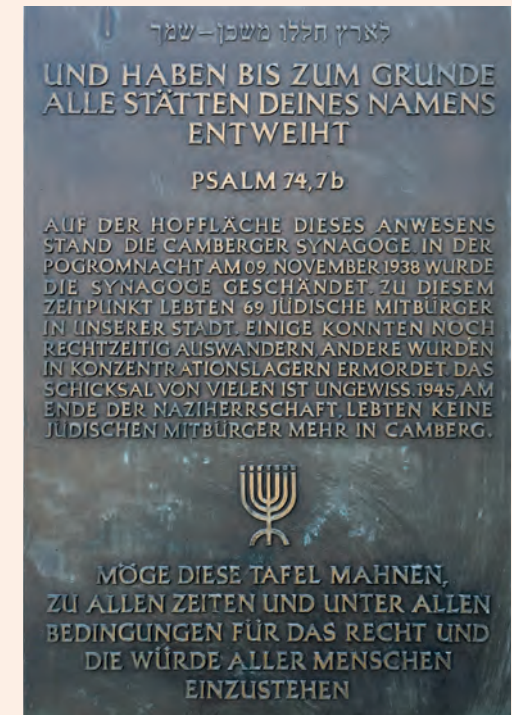 לארץ חללו משכן–שמך
UND HABEN BIS ZUM GRUNDE
ALLE STÄTTEN DEINES NAMENS
ENTWEIHT
PSALM 74,7b
AUF DER HOFFLÄCHE DIESES ANWESENS
STAND DIE CAMBERGER SYNAGOGE. IN DER
POGROMNACHT AM 09. NOVEMBER 1938 WURDE
DIE SYNAGOGE GESCHÄNDET. ZU DIESEM
ZEITPUNKT LEBTEN 69 JÜDISCHE MITBÜRGER
IN UNSERER STADT. EINIGE KONNTEN NOCH
RECHTZEITIG AUSWANDERN, ANDERE WURDEN
IN KONZENTRATIONSLAGERN ERMORDET. DAS
SCHICKSAL VON VIELEN IST UNGEWISS. 1945, AM
ENDE DER NAZIHERRSCHAFT, LEBTEN KEINE
JÜDISCHEN MITBÜRGER MEHR IN CAMBERG.
MÖGE DIESE TAFEL MAHNEN,
ZU ALLEN ZEITEN UND UNTER ALLEN
BEDINGUNGEN FÜR DAS RECHT UND
DIE WÜRDE ALLER MENSCHEN
EINZUSTEHEN